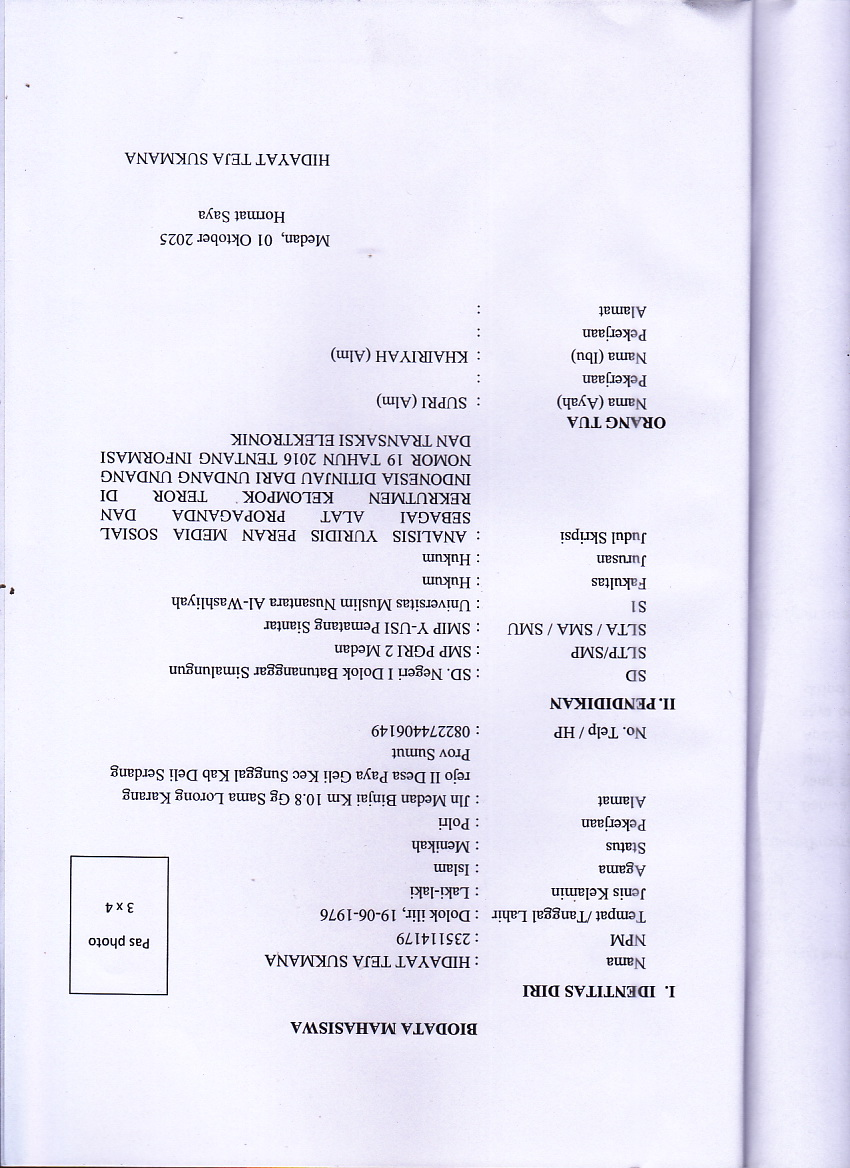 BIODATA MAHASISWA
I. IDENTITAS DIRI
Nama : HIDAYAT TEJA SUKMANA
NPM : 235114179
Tempat /Tanggal Lahir : Dolok ilir, 19-06-1976
Jenis Kelamin : Laki-laki
Agama : Islam
Status : Menikah
Pekerjaan : Polri
Alamat : Jln Medan Binjai Km 10.8 Gg Sama Lorong Karang
rejo II Desa Paya Geli Kec Sunggal Kab Deli Serdang
Prov Sumut
No. Telp / HP : 082274406149
Pas photo
3 x 4
II. PENDIDIKAN
SD : SD. Negeri I Dolok Batunanggar Simalungun
SLTP/SMP : SMP PGRI 2 Medan
SLTA / SMA / SMU : SMIP Y-USI Pematang Siantar
S1 : Universitas Muslim Nusantara Al-Washliyah
Fakultas : Hukum
Jurusan : Hukum
Judul Skripsi : ANALISIS YURIDIS PERAN MEDIA SOSIAL
SEBAGAI ALAT PROPAGANDA DAN
REKRUTMEN KELOMPOK TEROR DI
INDONESIA DITINJAU DARI UNDANG UNDANG
NOMOR 19 TAHUN 2016 TENTANG INFORMASI
DAN TRANSAKSI ELEKTRONIK
ORANG TUA
Nama (Ayah) : SUPRI (Alm)
Pekerjaan :
Nama (Ibu) : KHAIRIYAH (Alm)
Pekerjaan :
Alamat :
Medan, 01 Oktober 2025
Hormat Saya
HIDAYAT TEJA SUKMANA